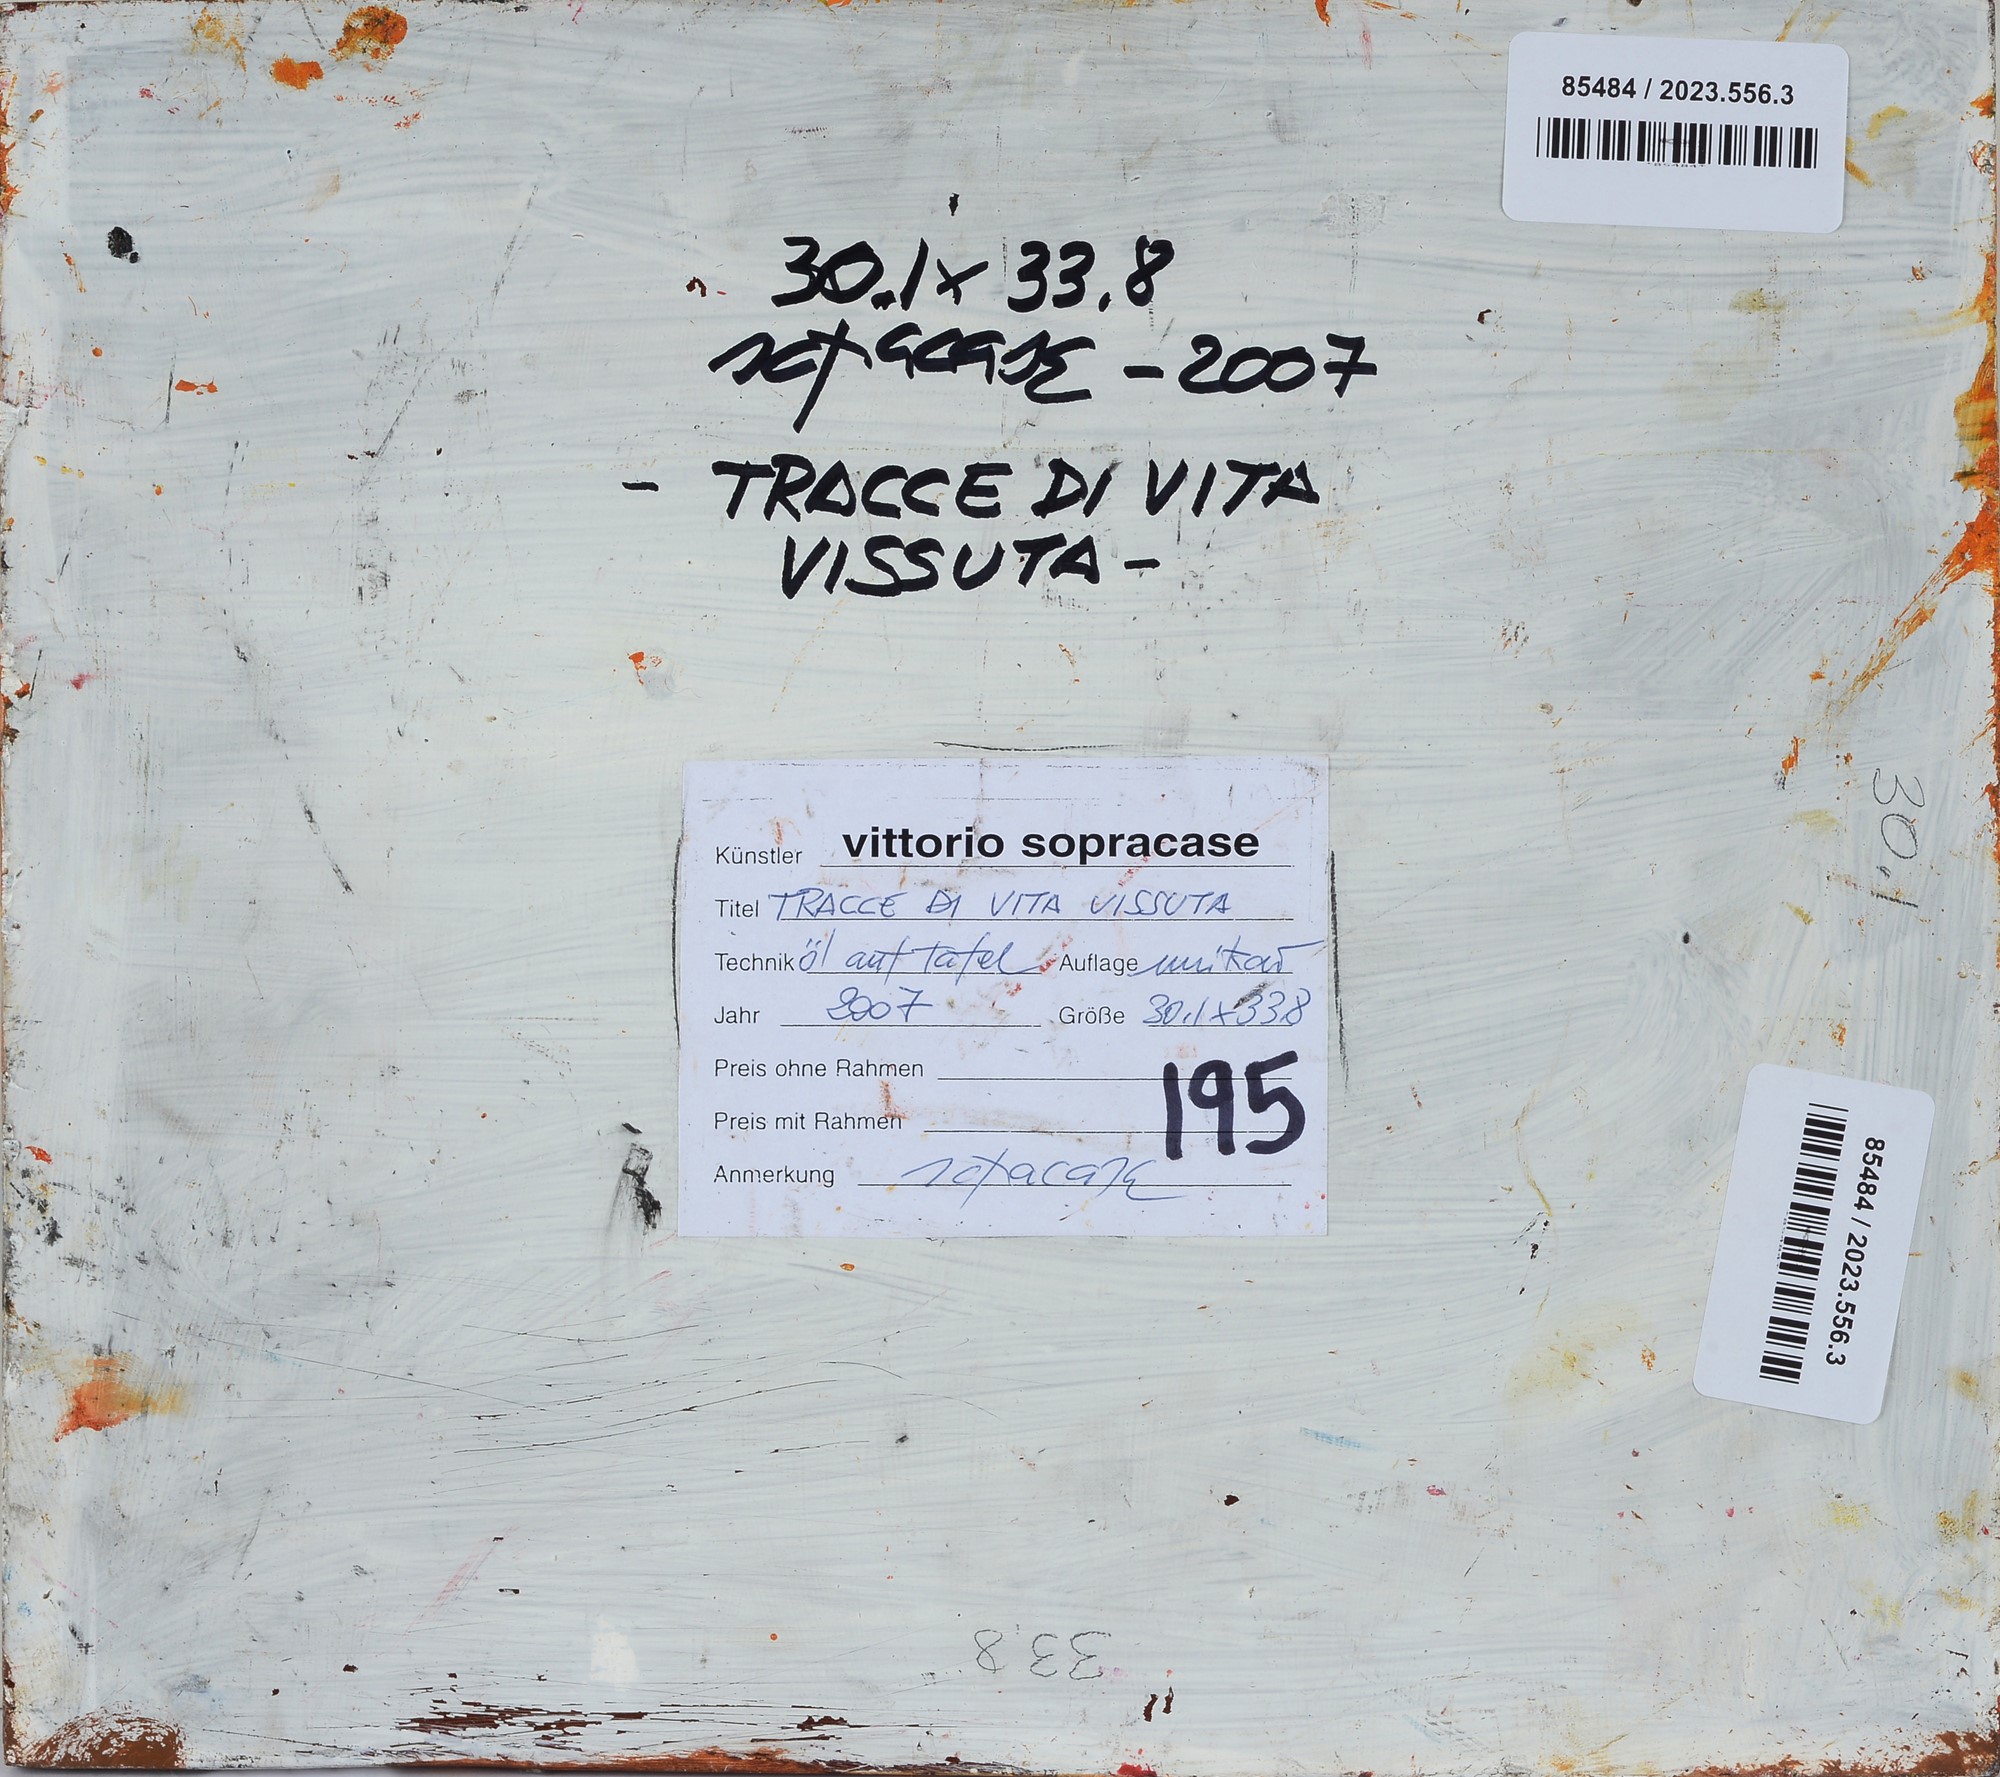 85484 / 2023.556.3
30.1 x 33.8
sopracase - 2007
- TRACCE DI VITA
VISSUTA -
Künstler vittorio sopracase
Titel TRACCE DI VITA VISSUTA
Technik öl auf Tafel Auflage unikat
Jahr 2007 Größe 30.1 x 33.8
Preis ohne Rahmen
195
Preis mit Rahmen
Anmerkung sopracase
30.1
85484 / 2023.556.3
33 8